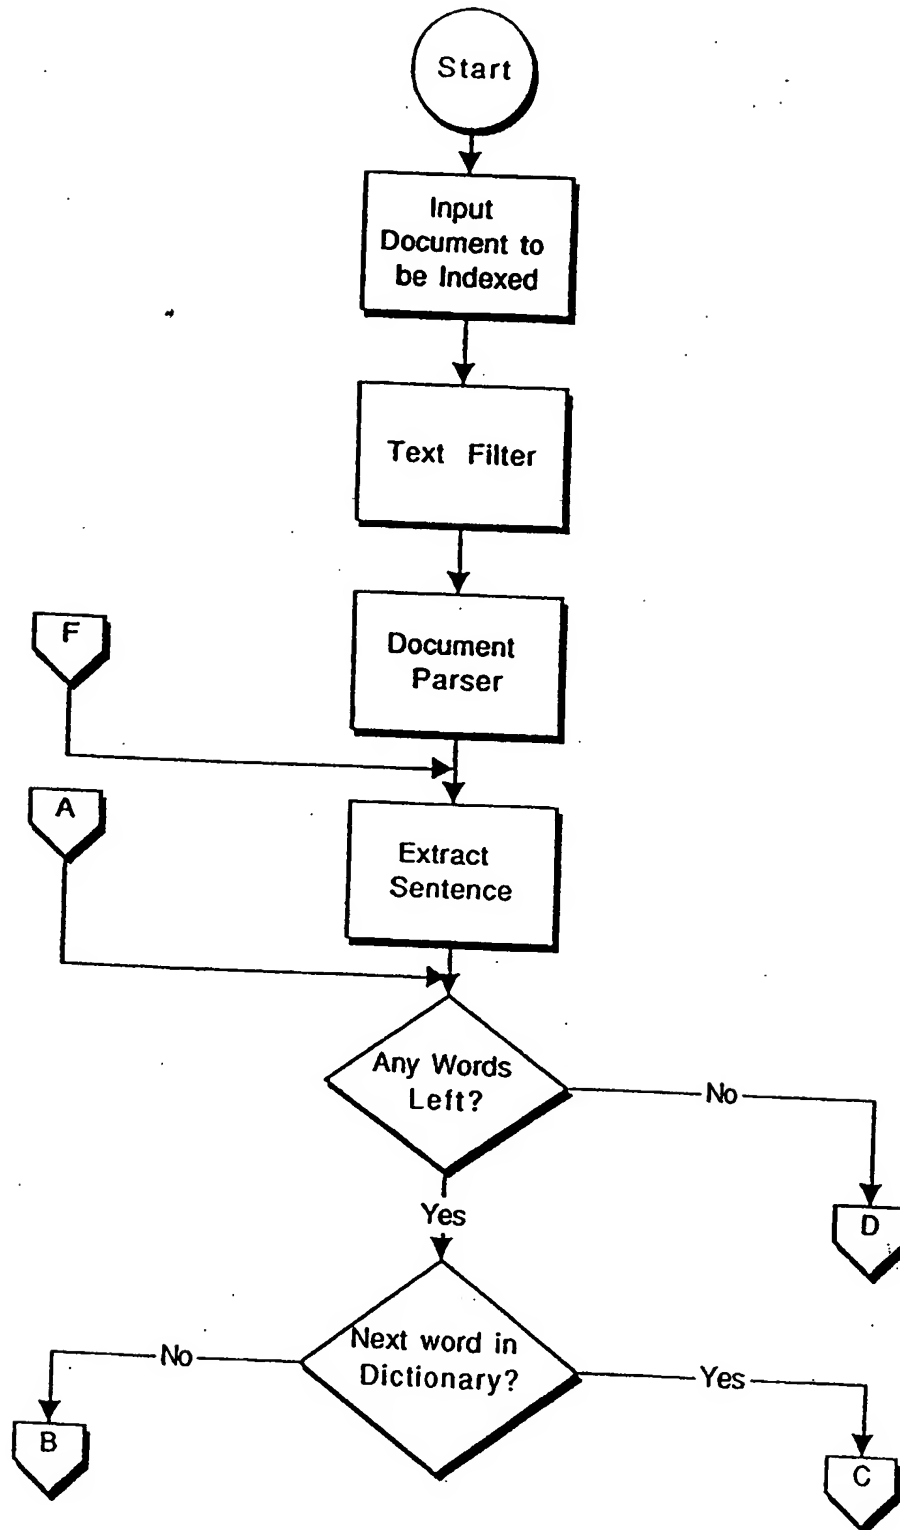 Start
Input
Document to
be Indexed
Text Filter
Document
Parser
F
A
Extract
Sentence
Any Words
Left?
No
D
Yes
Next word in
Dictionary?
No
Yes
B
C